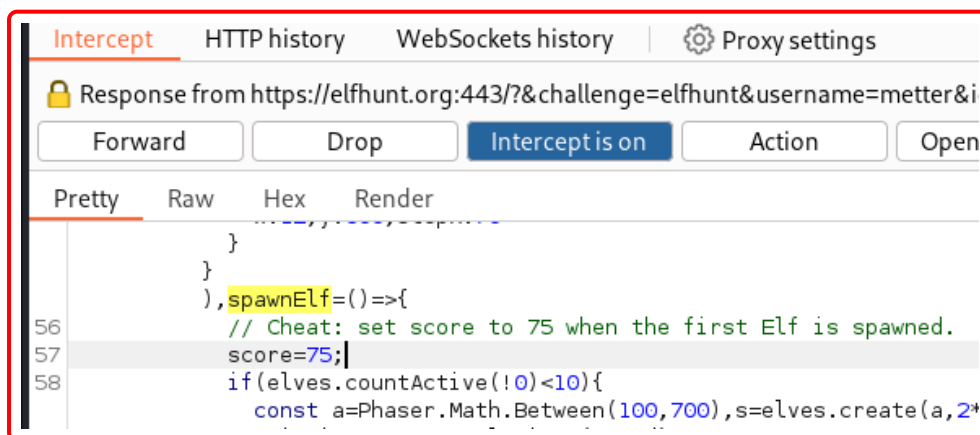 Intercept HTTP history WebSockets history Proxy settings
Response from https://elfhunt.org:443/?&challenge=elfhunt&username=metter&i
Forward Drop Intercept is on Action Open
Pretty Raw Hex Render
}
}
),spawnElf=()=>{
56 // Cheat: set score to 75 when the first Elf is spawned.
57 score=75;
58 if(elves.countActive(!0)<10){
const a=Phaser.Math.Between(100,700),s=elves.create(a,2*